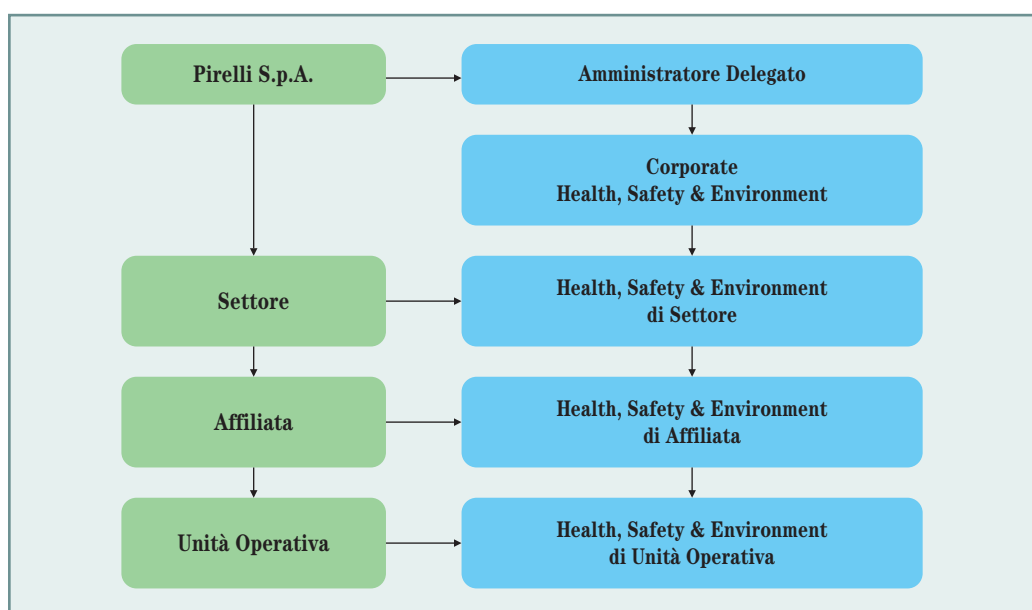 Pirelli S.p.A.
Amministratore Delegato
Corporate
Health, Safety & Environment
Settore
Health, Safety & Environment
di Settore
Affiliata
Health, Safety & Environment
di Affiliata
Unità Operativa
Health, Safety & Environment
di Unità Operativa